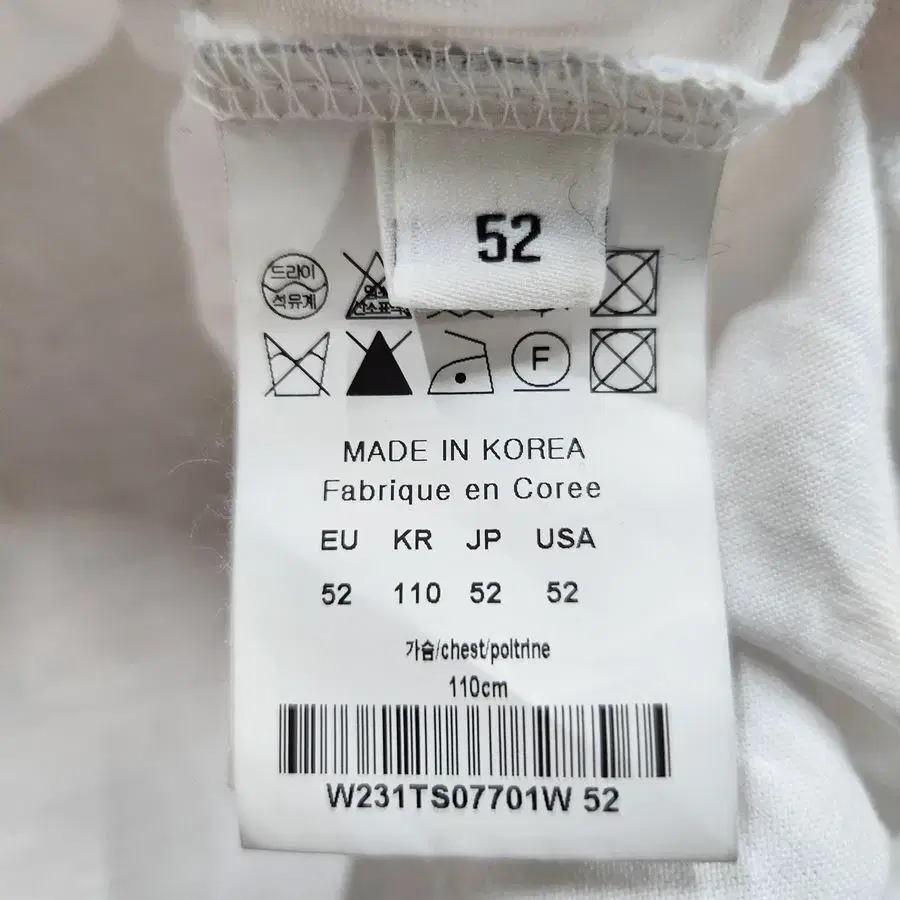 52
드라이
석유계
F
MADE IN KOREA
Fabrique en Coree
EU KR JP USA
52 110 52 52
가슴/chest/poltrine
110cm
W231TS07701W 52